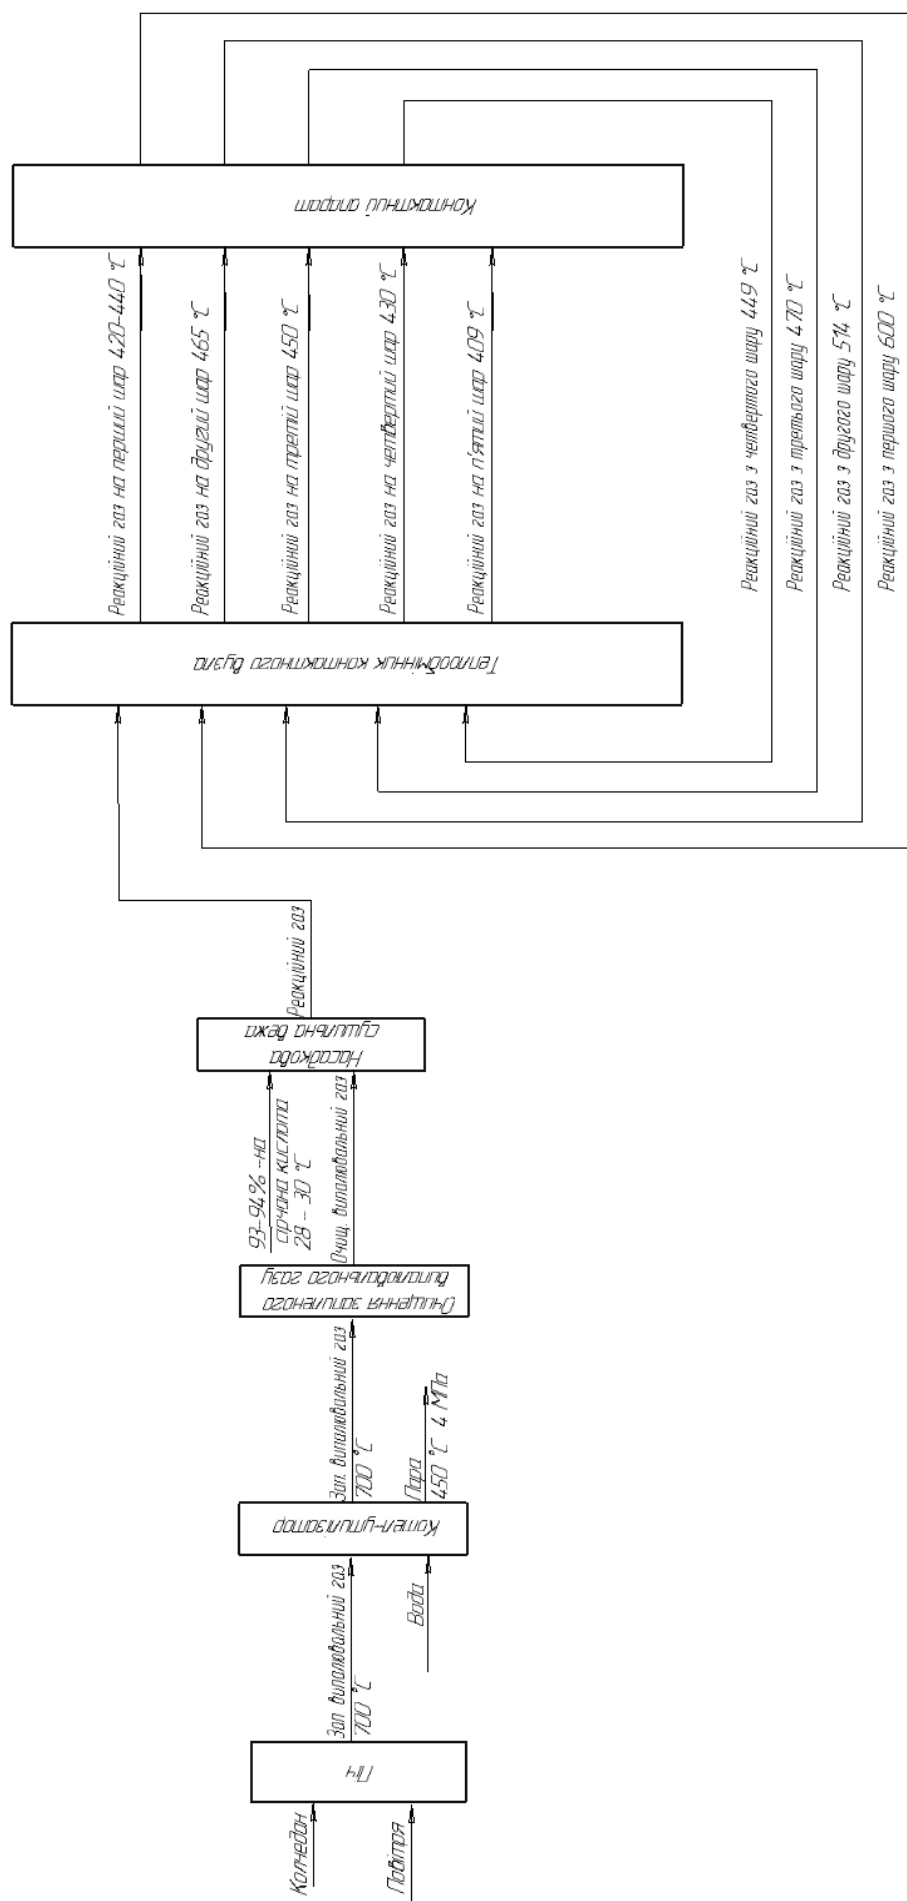 Колчедан
Повітря
Піч
Зап. випалювальний газ
700 °С
Вода
Котел-утилізатор
Зап. випалювальний газ
700 °С
Пара
450 °С 4 МПа
Очищення запиленого
випалювального газу
Очищ. випалювальний газ
93-94% -на
сірчана кислота
28 - 30 °С
Насадкова
сушильна вежа
Реакційний газ
Теплообмінник контактного вузла
Реакційний газ на перший шар 420-440 °С
Реакційний газ на другий шар 465 °С
Реакційний газ на третій шар 450 °С
Реакційний газ на четвертий шар 430 °С
Реакційний газ на п'ятий шар 409 °С
Контактний апарат
Реакційний газ з четвертого шару 449 °С
Реакційний газ з третього шару 470 °С
Реакційний газ з другого шару 514 °С
Реакційний газ з першого шару 600 °С